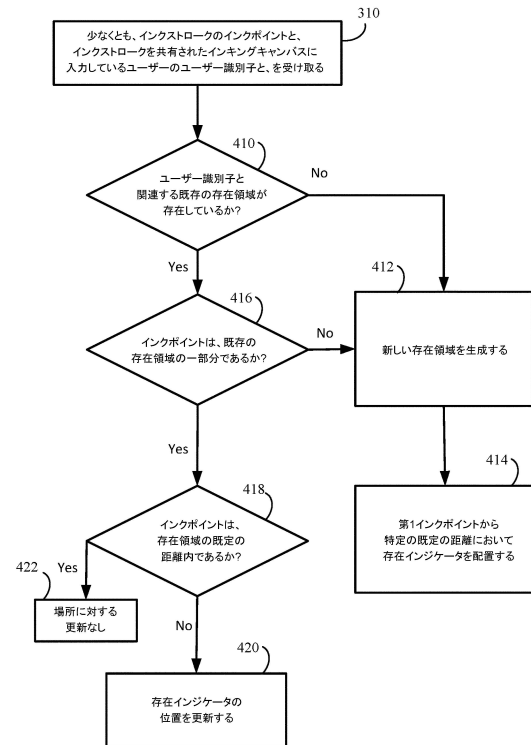 310
少なくとも、インクストロークのインクポイントと、
インクストロークを共有されたインキングキャンバスに
入力しているユーザーのユーザー識別子と、を受け取る
410
ユーザー識別子と
関連する既存の存在領域が
存在しているか?
No
Yes
412
新しい存在領域を生成する
416
インクポイントは、既存の
存在領域の一部分であるか?
No
Yes
414
第1インクポイントから
特定の既定の距離において
存在インジケータを配置する
418
インクポイントは、
存在領域の既定の
距離内であるか?
Yes
422
場所に対する
更新なし
No
420
存在インジケータの
位置を更新する